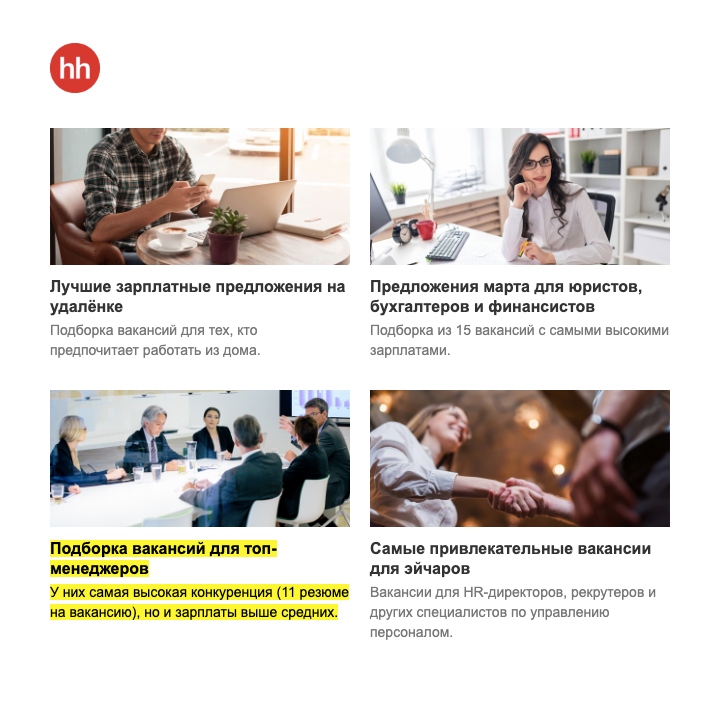 hh
Лучшие зарплатные предложения на
удалёнке
Подборка вакансий для тех, кто
предпочитает работать из дома.
Предложения марта для юристов,
бухгалтеров и финансистов
Подборка из 15 вакансий с самыми высокими
зарплатами.
Подборка вакансий для топ-
менеджеров
У них самая высокая конкуренция (11 резюме
на вакансию), но и зарплаты выше средних.
Самые привлекательные вакансии
для эйчаров
Вакансии для HR-директоров, рекрутеров и
других специалистов по управлению
персоналом.